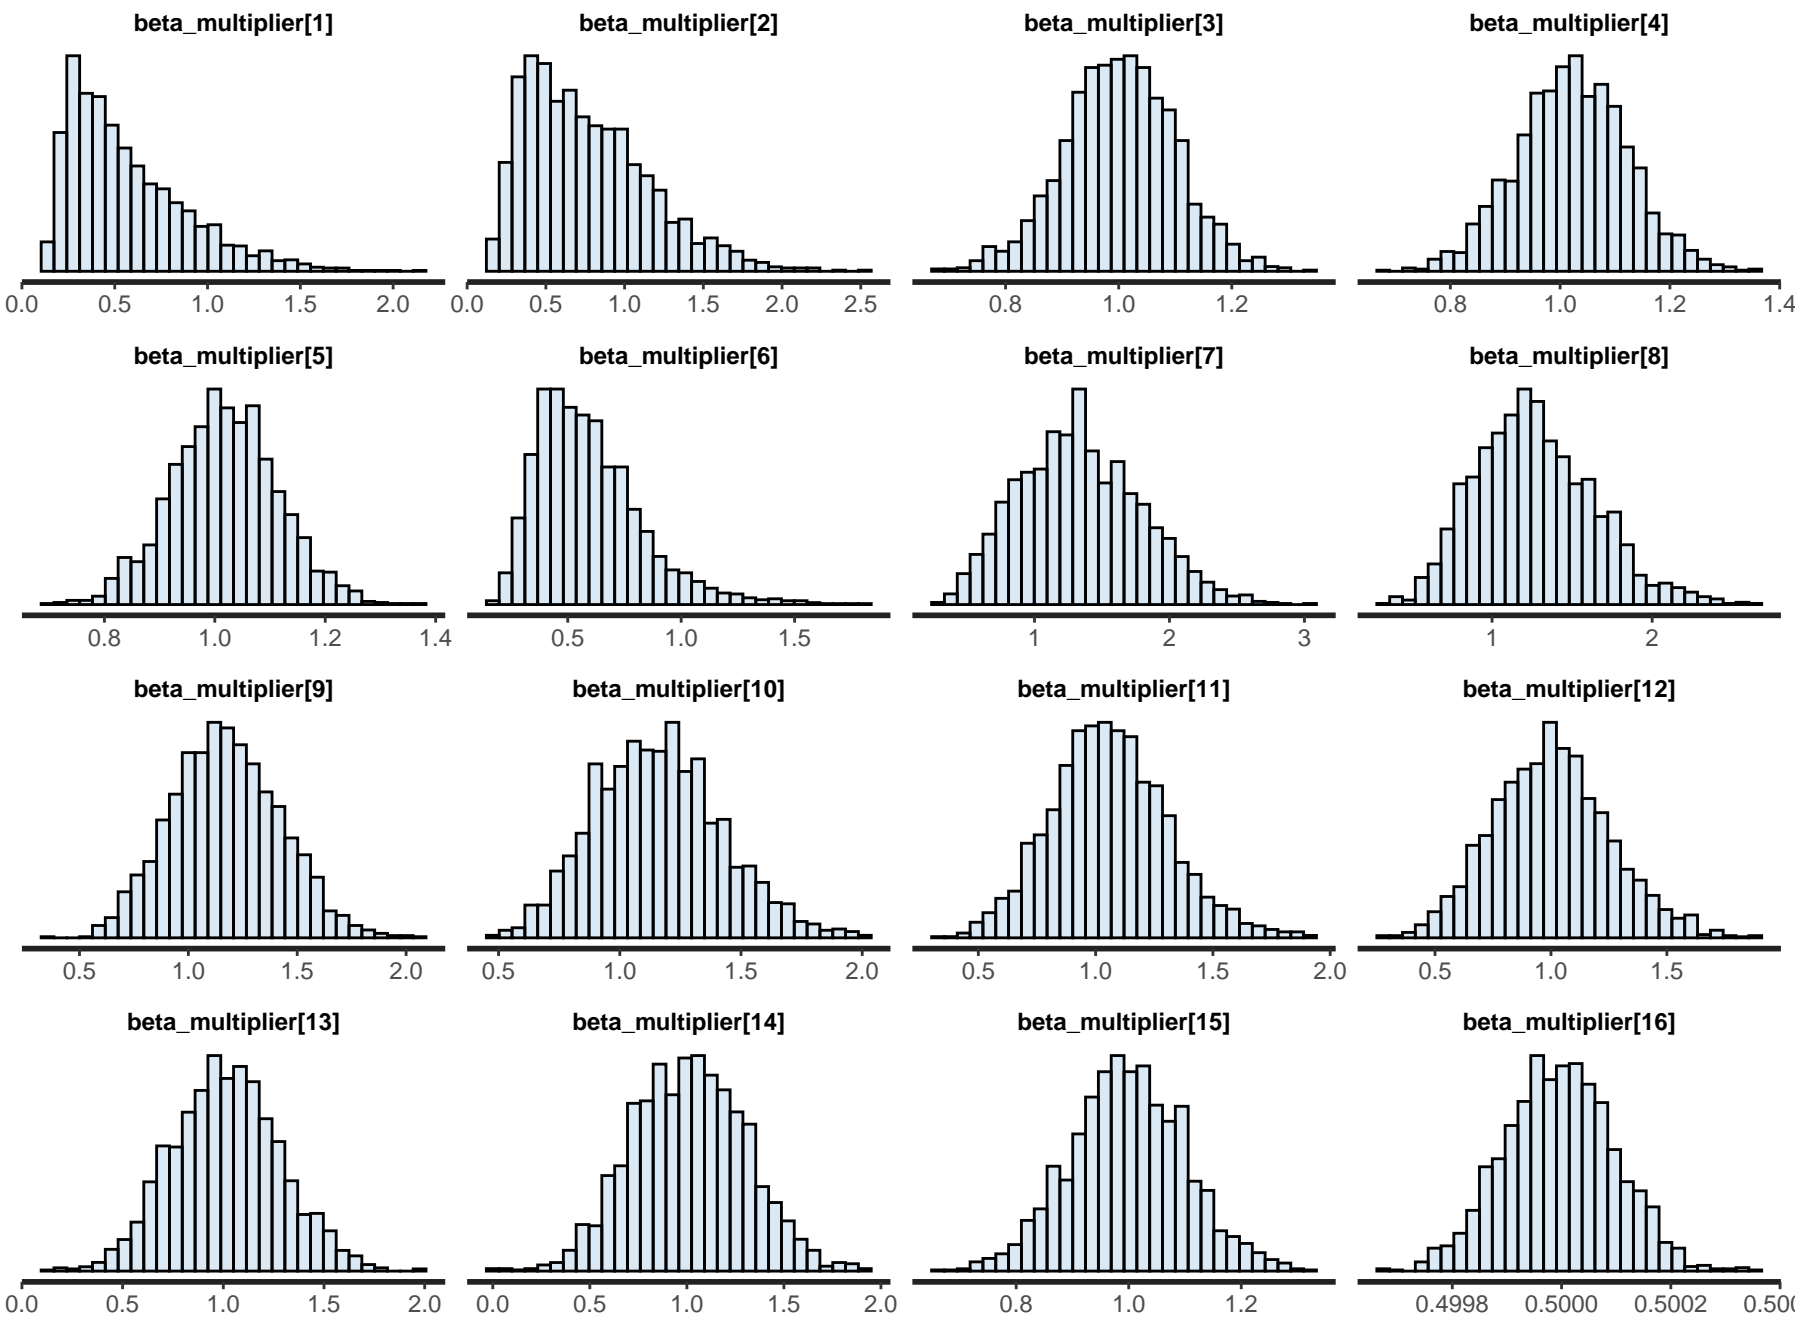 beta_multiplier[1] beta_multiplier[2] beta_multiplier[3] beta_multiplier[4]
0.0 0.5 1.0 1.5 2.0 0.0 0.5 1.0 1.5 2.0 2.5 0.8 1.0 1.2 0.8 1.0 1.2 1.4
beta_multiplier[5] beta_multiplier[6] beta_multiplier[7] beta_multiplier[8]
0.8 1.0 1.2 1.4 0.5 1.0 1.5 1 2 3 1 2
beta_multiplier[9] beta_multiplier[10] beta_multiplier[11] beta_multiplier[12]
0.5 1.0 1.5 2.0 0.5 1.0 1.5 2.0 0.5 1.0 1.5 2.0 0.5 1.0 1.5
beta_multiplier[13] beta_multiplier[14] beta_multiplier[15] beta_multiplier[16]
0.0 0.5 1.0 1.5 2.0 0.0 0.5 1.0 1.5 2.0 0.8 1.0 1.2 0.4998 0.5000 0.5002